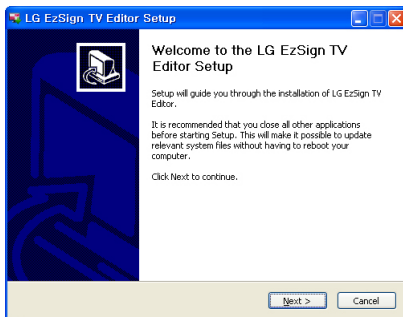 LG EzSign TV Editor Setup
Welcome to the LG EzSign TV
Editor Setup
Setup will guide you through the installation of LG EzSign TV
Editor.
It is recommended that you close all other applications
before starting Setup. This will make it possible to update
relevant system files without having to reboot your
computer.
Click Next to continue.
Next >
Cancel